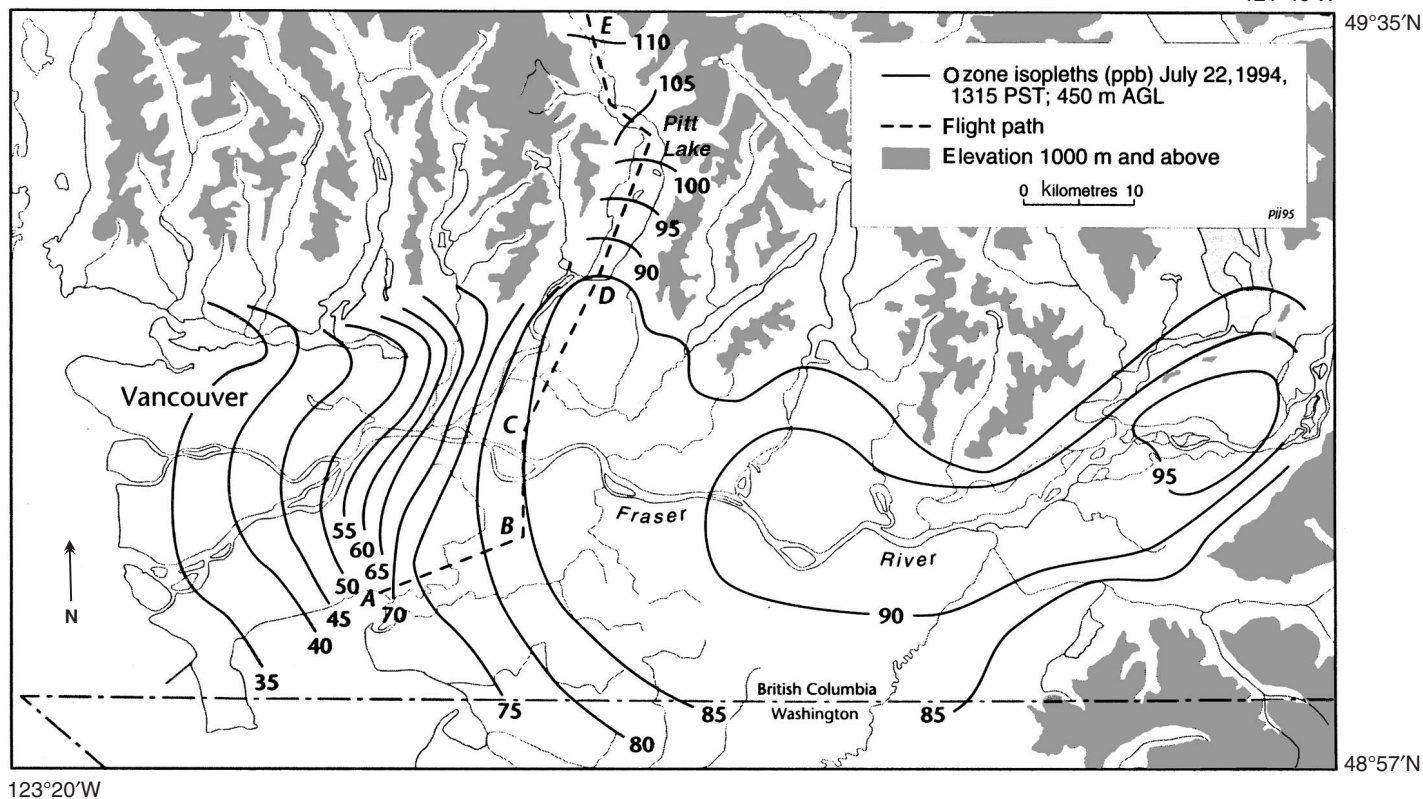 49°35′N
E
110
Ozone isopleths (ppb) July 22, 1994,
1315 PST; 450 m AGL
105
Flight path
Pitt
Lake
Elevation 1000 m and above
100
0 Kilometres 10
95
pjj95
90
D
Vancouver
C
95
B
Fraser
55
60
River
65
50
A
45
70
90
40
35
British Columbia
75
85
Washington
85
80
48°57′N
123°20′W